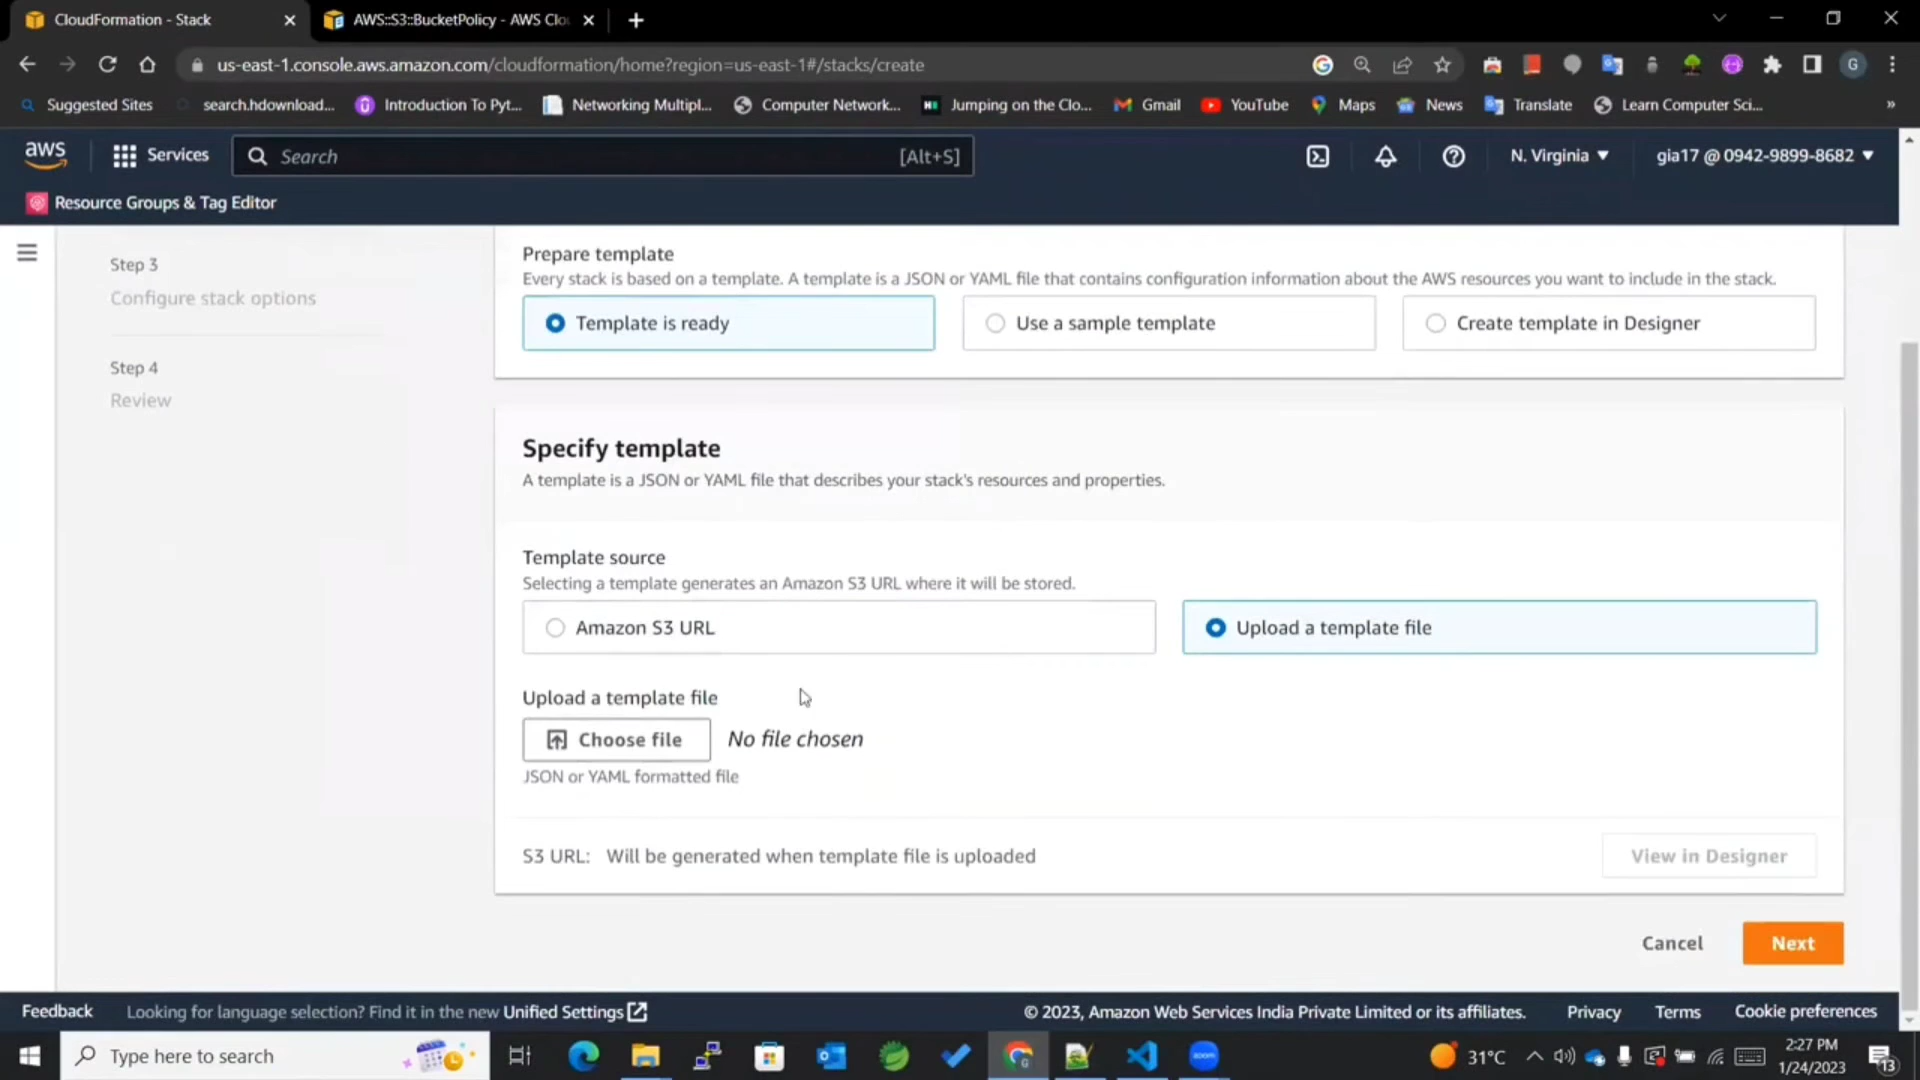 CloudFormation - Stack
AWS::S3::BucketPolicy - AWS Clo
us-east-1.console.aws.amazon.com/cloudformation/home?region=us-east-1#/stacks/create
G
Suggested Sites
search.hdownload...
Introduction To Pyt...
Networking Multipl...
Computer Network...
Jumping on the Clo...
Gmail
YouTube
Maps
News
Translate
Learn Computer Sci...
»
aws
Services
Search
[Alt+S]
N. Virginia
gia17 @ 0942-9899-8682
Resource Groups & Tag Editor
Step 3
Configure stack options
Step 4
Review
Prepare template
Every stack is based on a template. A template is a JSON or YAML file that contains configuration information about the AWS resources you want to include in the stack.
Template is ready
Use a sample template
Create template in Designer
Specify template
A template is a JSON or YAML file that describes your stack's resources and properties.
Template source
Selecting a template generates an Amazon S3 URL where it will be stored.
Amazon S3 URL
Upload a template file
Upload a template file
Choose file
No file chosen
JSON or YAML formatted file
S3 URL: Will be generated when template file is uploaded
View in Designer
Cancel
Next
Feedback
Looking for language selection? Find it in the new Unified Settings
© 2023, Amazon Web Services India Private Limited or its affiliates.
Privacy
Terms
Cookie preferences
Type here to search
zoom
31°C
2:27 PM
1/24/2023
13